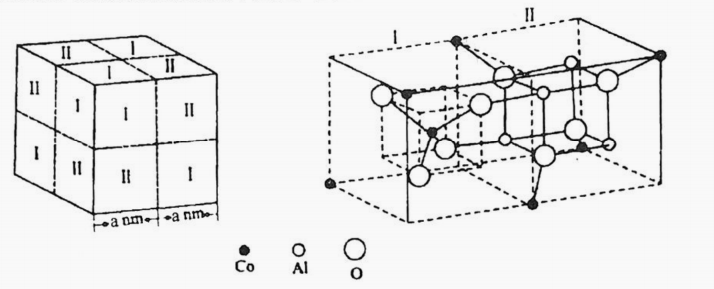 II I
I II
II I I II
I II II I
a nm a nm
I II
Co Al O